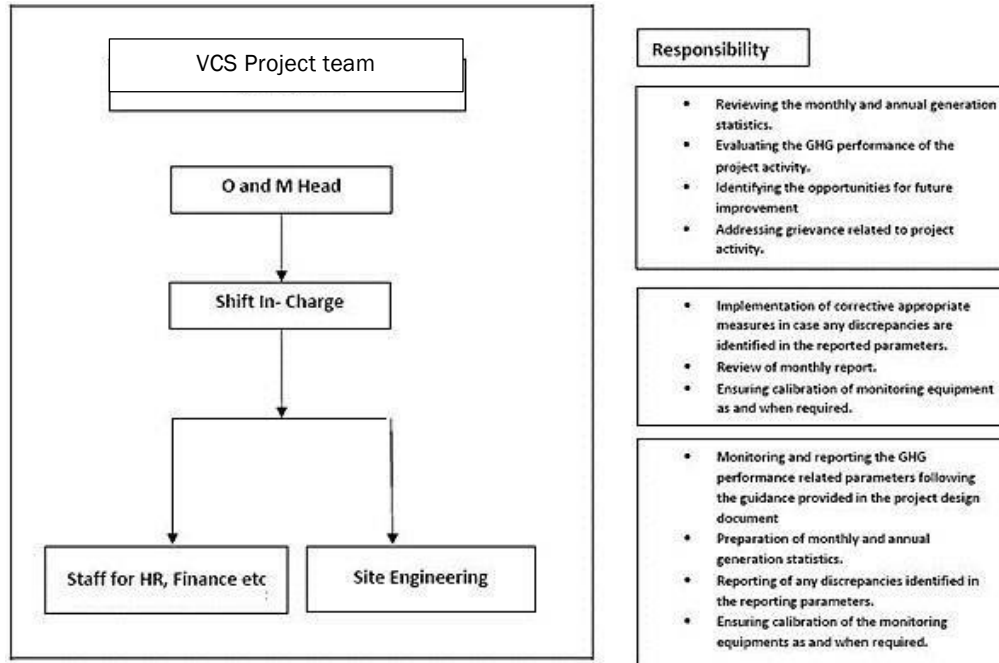 VCS Project team
O and M Head
Shift In- Charge
Staff for HR, Finance etc
Site Engineering
Responsibility
• Reviewing the monthly and annual generation
statistics.
• Evaluating the GHG performance of the
project activity.
• Identifying the opportunities for future
improvement
• Addressing grievance related to project
activity.
• Implementation of corrective appropriate
measures in case any discrepancies are
identified in the reported parameters.
• Review of monthly report.
• Ensuring calibration of monitoring equipment
as and when required.
• Monitoring and reporting the GHG
performance related parameters following
the guidance provided in the project design
document
• Preparation of monthly and annual
generation statistics.
• Reporting of any discrepancies identified in
the reporting parameters.
• Ensuring calibration of the monitoring
equipments as and when required.